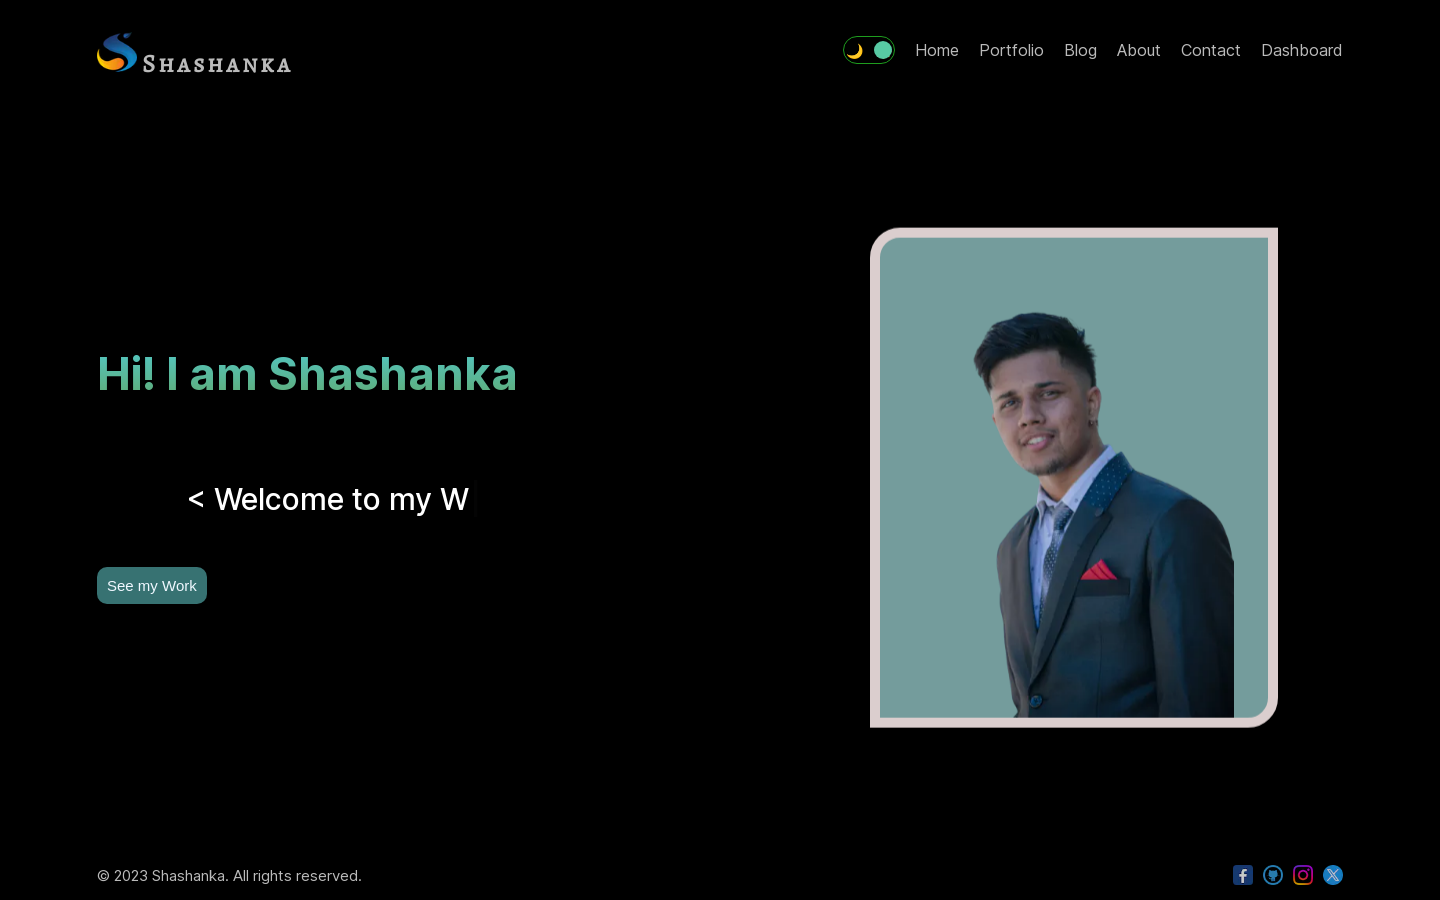 Shashanka
Home Portfolio Blog About Contact Dashboard
Hi! I am Shashanka
< Welcome to my W
See my Work
© 2023 Shashanka. All rights reserved.